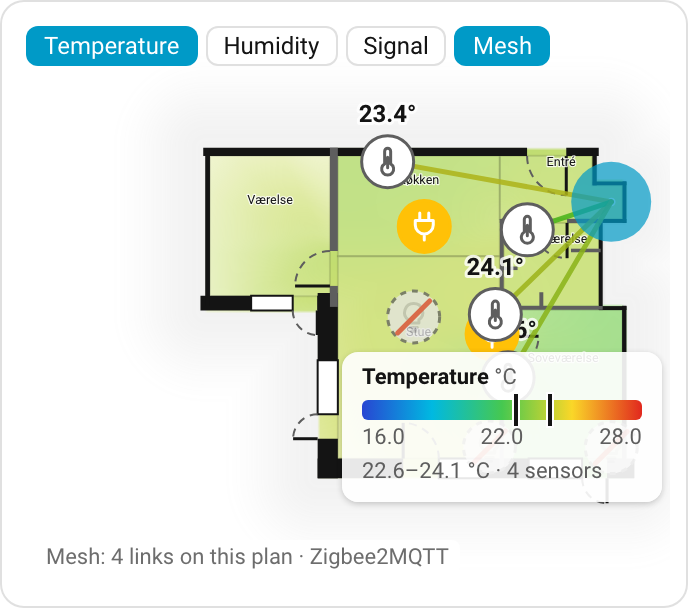 Temperature Humidity Signal Mesh
23.4°
Entré
Værelse
24.1°
Stue
Soveværelse
Temperature °C
16.0 22.0 28.0
22.6–24.1 °C · 4 sensors
Mesh: 4 links on this plan · Zigbee2MQTT